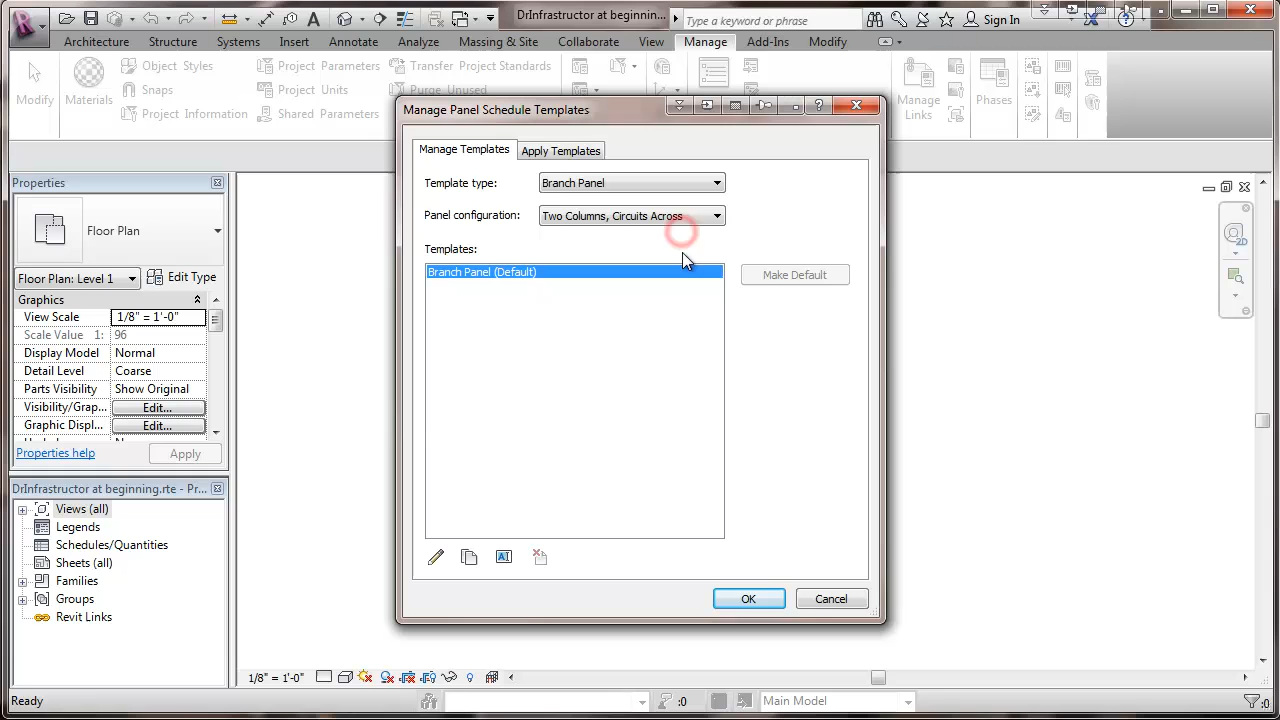 DrInfrastructor at beginning...
Type a keyword or phrase
Sign In
Architecture
Structure
Systems
Insert
Annotate
Analyze
Massing & Site
Collaborate
View
Manage
Add-Ins
Modify
Modify
Materials
Object Styles
Snaps
Project Information
Project Parameters
Project Units
Shared Parameters
Transfer Project Standards
Purge Unused
Manage
Links
Phases
Manage Panel Schedule Templates
Manage Templates
Apply Templates
Template type:
Branch Panel
Panel configuration:
Two Columns, Circuits Across
Templates:
Branch Panel (Default)
Make Default
OK
Cancel
Properties
Floor Plan
Floor Plan: Level 1
Edit Type
Graphics
View Scale
1/8" = 1'-0"
Scale Value 1:
96
Display Model
Normal
Detail Level
Coarse
Parts Visibility
Show Original
Visibility/Grap...
Edit...
Graphic Displ...
Edit...
Properties help
Apply
DrInfrastructor at beginning.rte - Pr...
Views (all)
Legends
Schedules/Quantities
Sheets (all)
Families
Groups
Revit Links
2D
1/8" = 1'-0"
Ready
:0
Main Model
:0